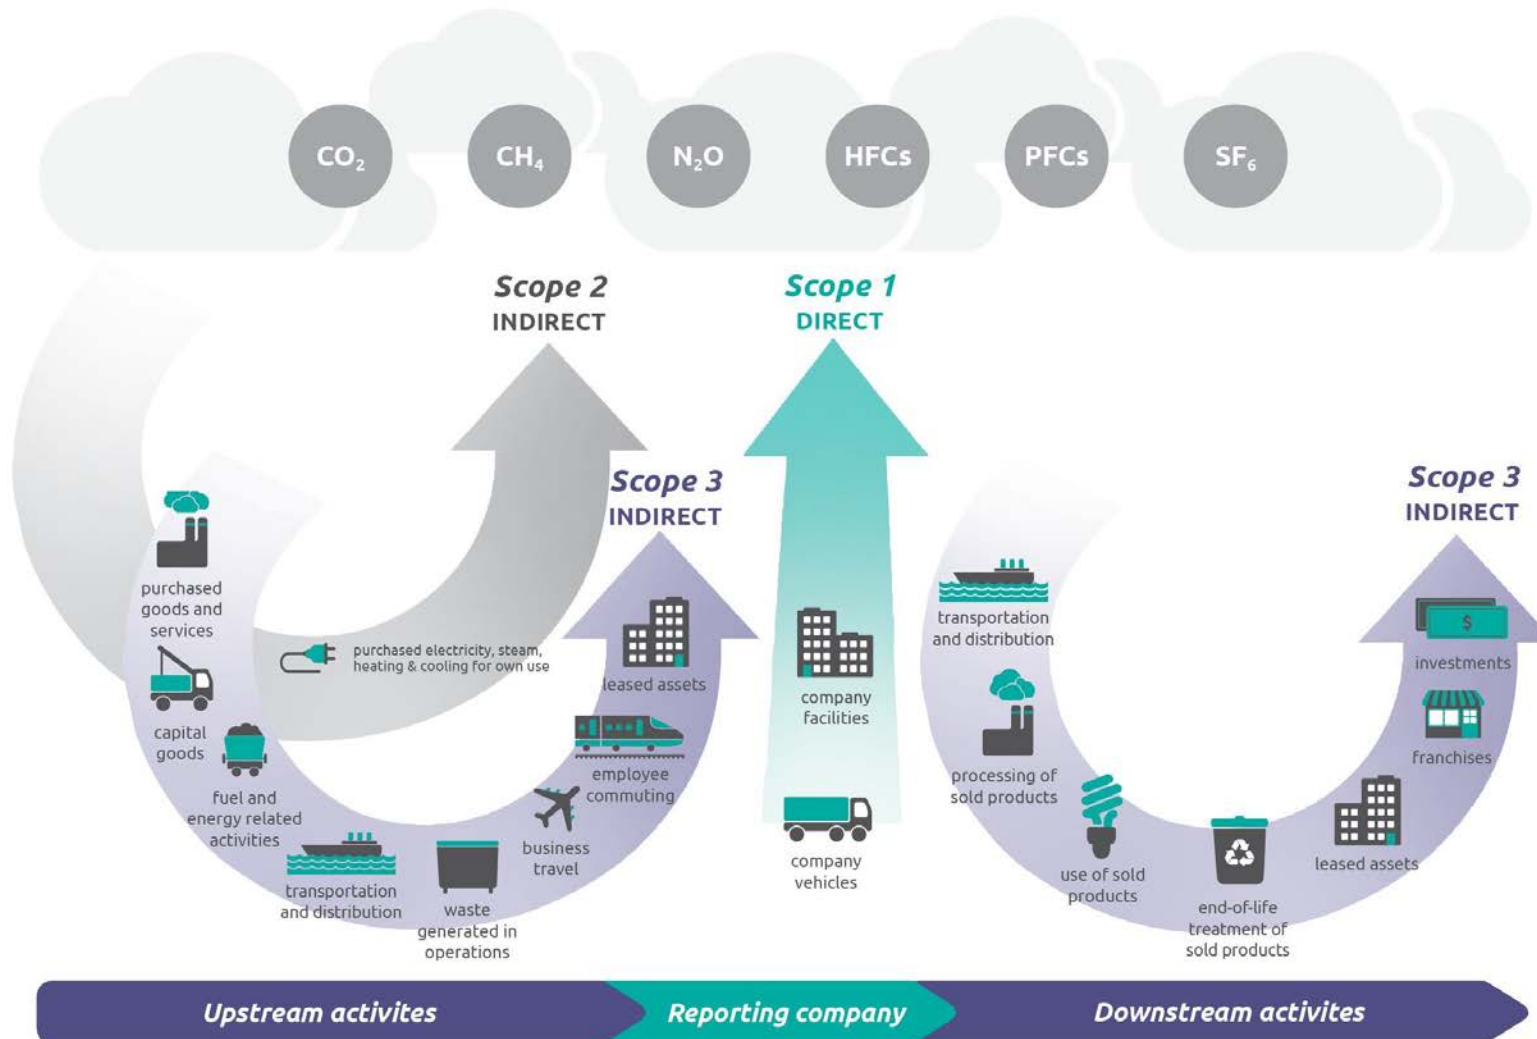 CO₂
CH₄
N₂O
HFCs
PFCs
SF₆
Scope 2
INDIRECT
Scope 1
DIRECT
Scope 3
INDIRECT
Scope 3
INDIRECT
purchased
goods and
services
capital
goods
fuel and
energy related
activities
purchased electricity, steam,
heating & cooling for own use
transportation
and distribution
waste
generated in
operations
business
travel
employee
commuting
leased assets
company
facilities
company
vehicles
transportation
and distribution
processing of
sold products
use of sold
products
end-of-life
treatment of
sold products
leased assets
franchises
$
investments
Upstream activites
Reporting company
Downstream activites